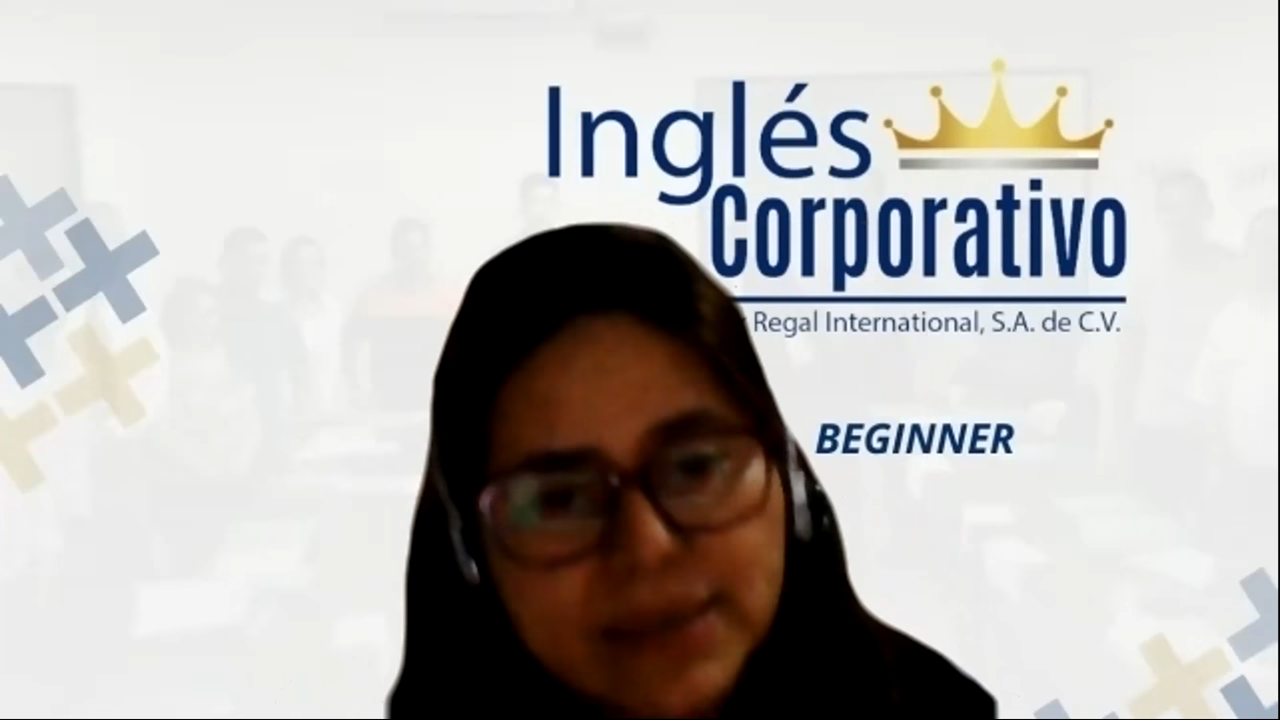 Inglés
Corporativo
Regal International, S.A. de C.V.
BEGINNER